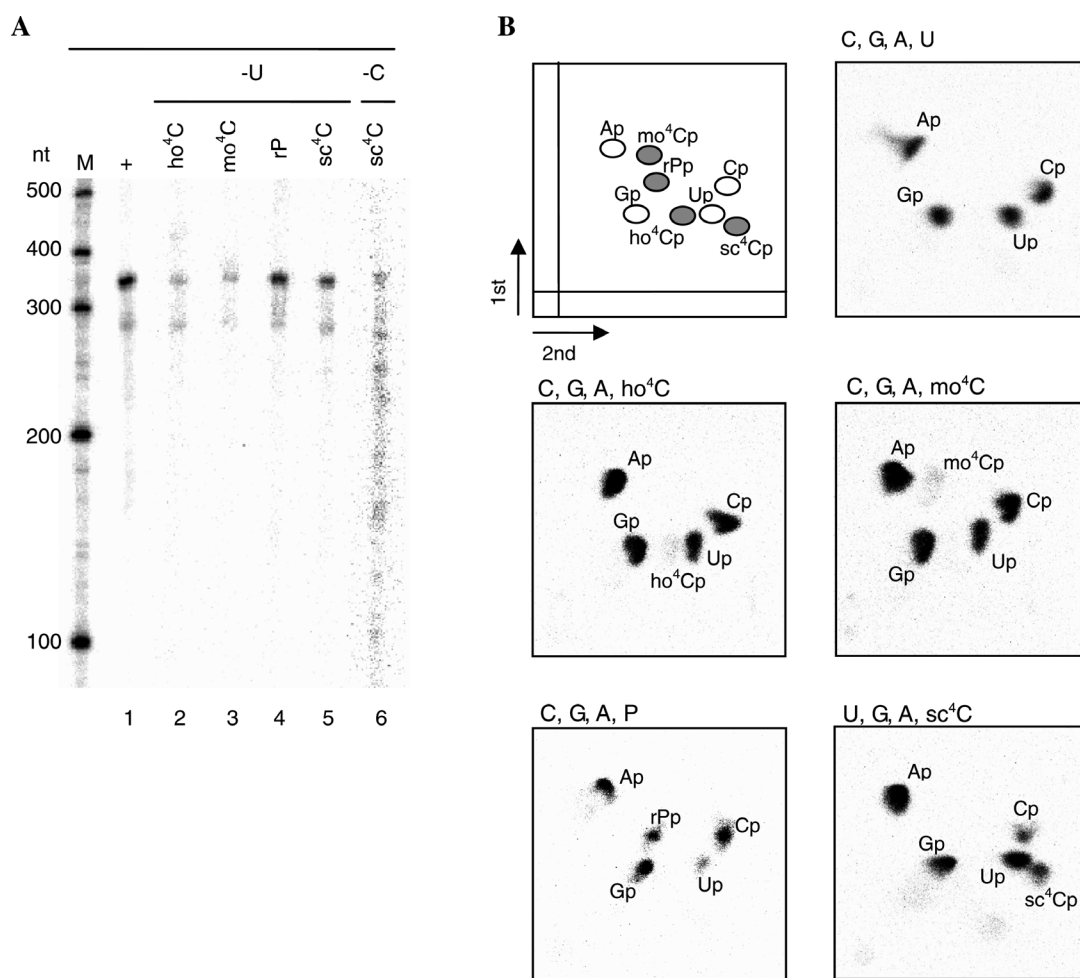 A
-U -C
nt M + ho⁴C mo⁴C rP sc⁴C sc⁴C
500
400
300
200
100
1 2 3 4 5 6
B
Ap
mo⁴Cp
rPp
Cp
Gp
Up
ho⁴Cp
sc⁴Cp
1st
2nd
C, G, A, U
Ap
Cp
Gp
Up
C, G, A, ho⁴C
Ap
Cp
Gp
Up
ho⁴Cp
C, G, A, mo⁴C
Ap
mo⁴Cp
Cp
Gp
Up
C, G, A, P
Ap
rPp
Cp
Gp
Up
U, G, A, sc⁴C
Ap
Cp
Gp
Up
sc⁴Cp